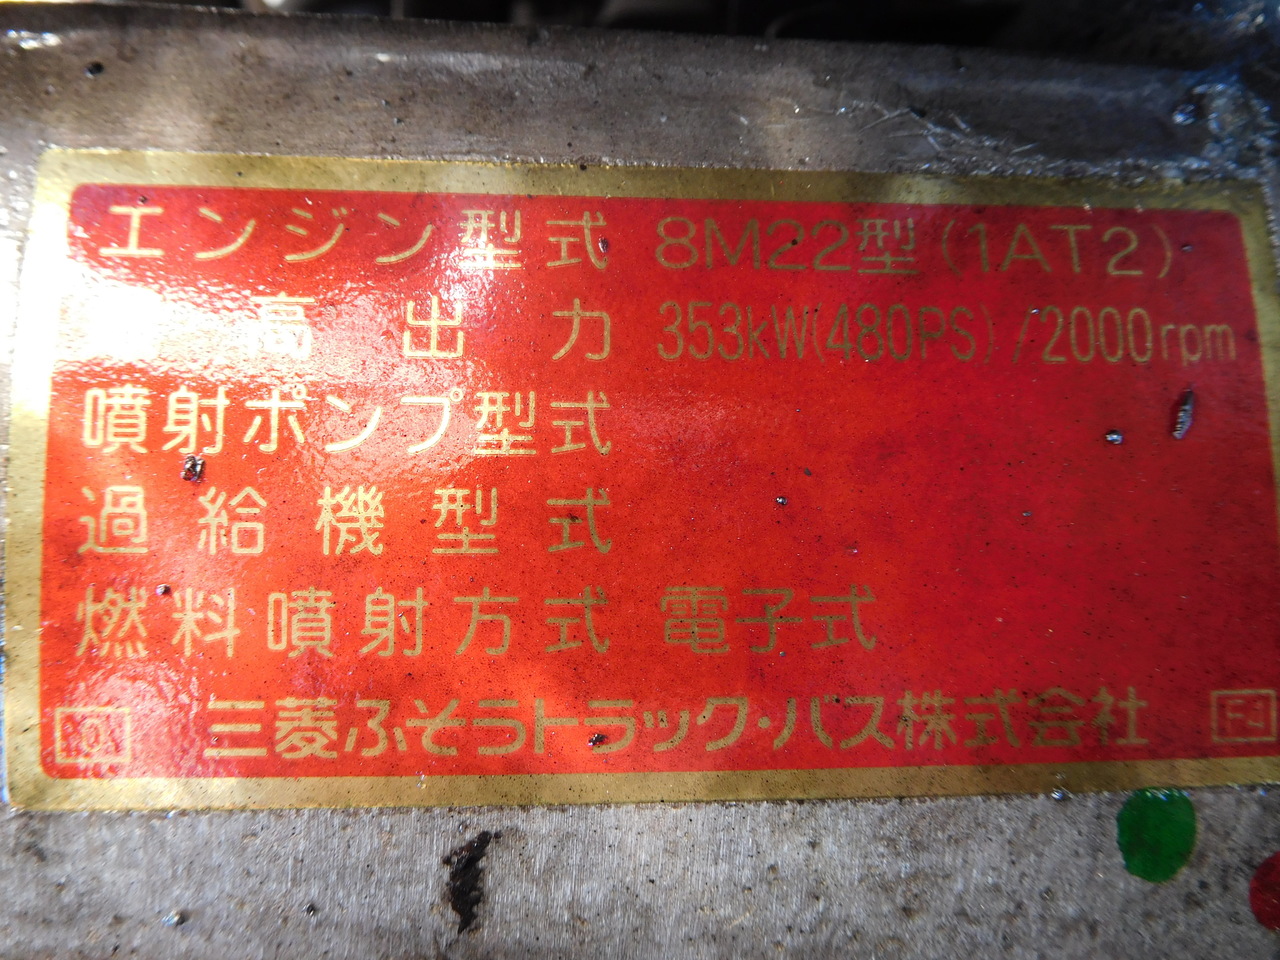 エンジン型式 8M22型(1AT2)
高出力 353kW(480PS)/2000rpm
噴射ポンプ型式
過給機型式
燃料噴射方式 電子式
三菱ふそうトラック・バス株式会社